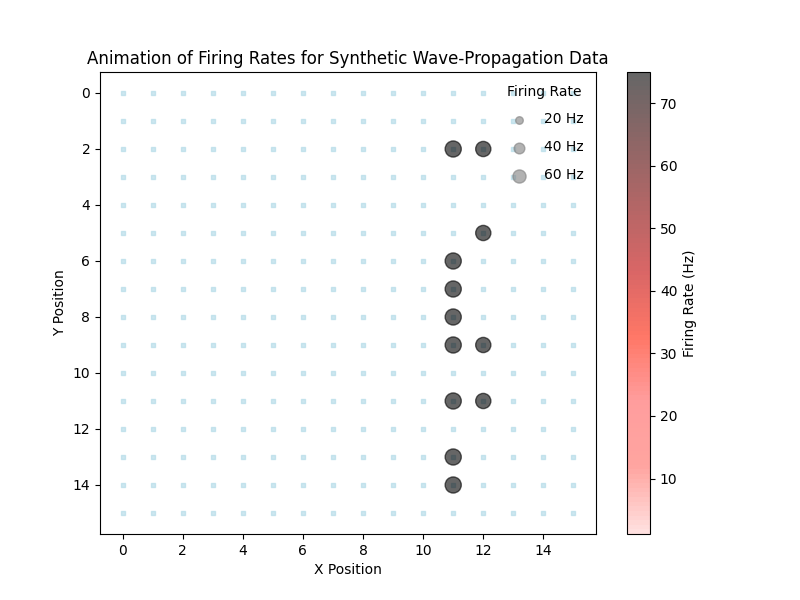 Animation of Firing Rates for Synthetic Wave-Propagation Data
Firing Rate
20 Hz
40 Hz
60 Hz
0
2
4
6
8
10
12
14
Y Position
0 2 4 6 8 10 12 14
X Position
70
60
50
40
30
20
10
Firing Rate (Hz)